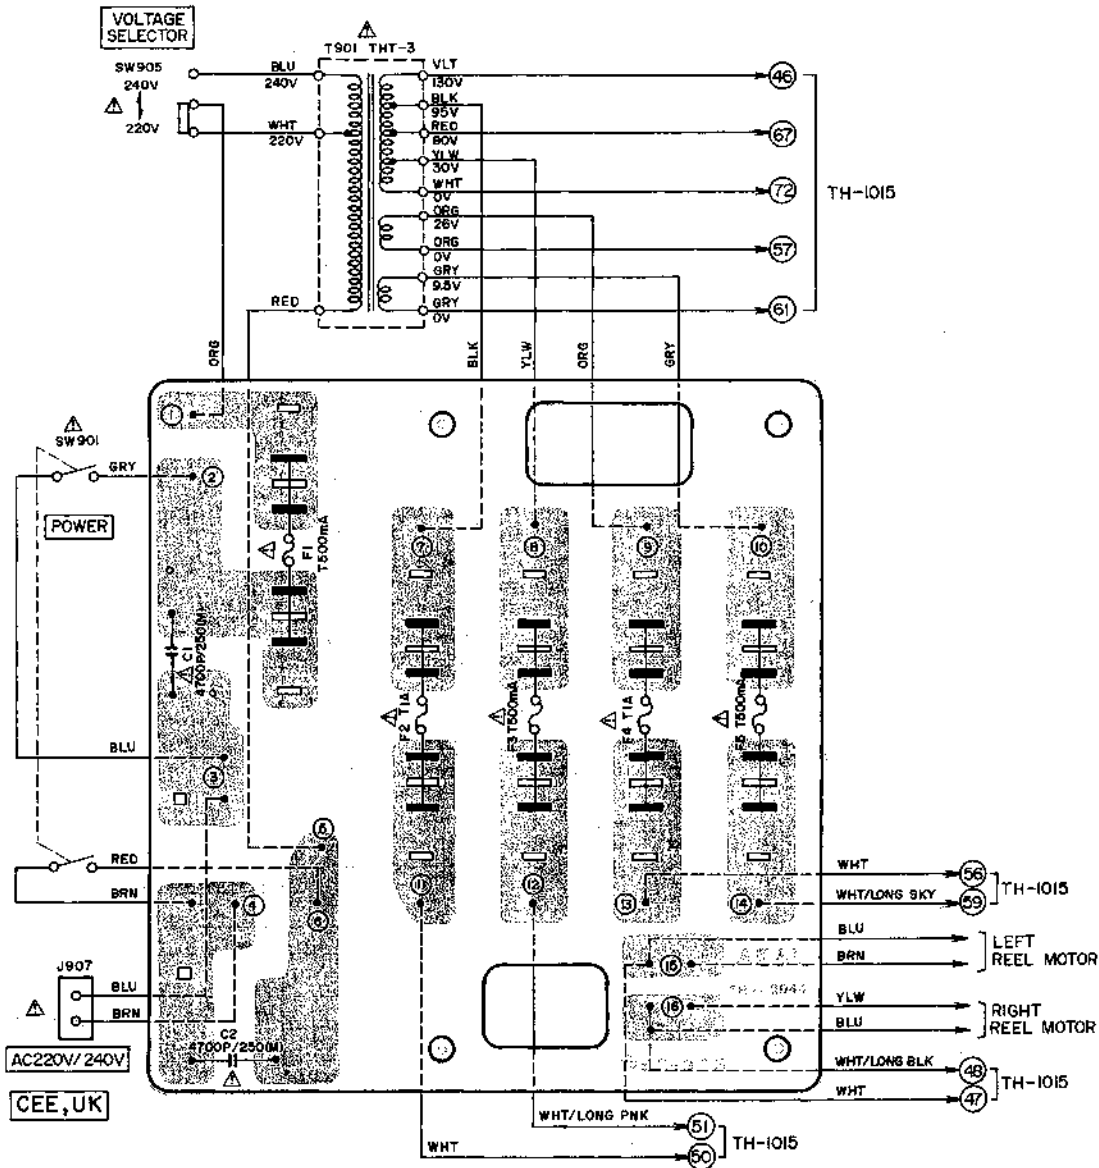 VOLTAGE
SELECTOR
SW905
240V
220V
T901 THT-3
BLU
240V
WHT
220V
RED
VLT
130V
BLK
95V
RED
80V
YLW
30V
WHT
0V
ORG
26V
ORG
0V
GRY
9.5V
GRY
0V
46
67
72
57
61
TH-1015
ORG
BLK
YLW
ORG
GRY
SW901
GRY
POWER
1
2
F1
T500mA
C1
4700P/250(M)
7
8
9
10
F2 T1A
F3 T500mA
F4 T1A
F5 T500mA
BLU
3
5
RED
BRN
4
6
11
12
13
14
WHT
56
WHT/LONG SKY
59
TH-1015
BLU
BRN
LEFT
REEL MOTOR
15
AKAI
16
YLW
BLU
RIGHT
REEL MOTOR
WHT/LONG BLK
48
WHT
47
TH-1015
J907
BLU
BRN
AC220V/240V
C2
4700P/250(M)
CEE,UK
WHT/LONG PNK
51
WHT
50
TH-1015